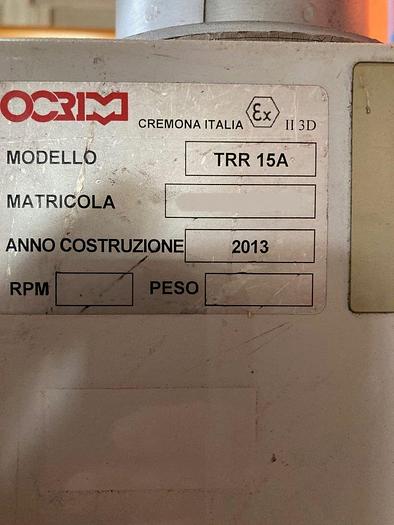 OCRIM
CREMONA ITALIA Ex II 3D
MODELLO TRR 15A
MATRICOLA
ANNO COSTRUZIONE 2013
RPM PESO